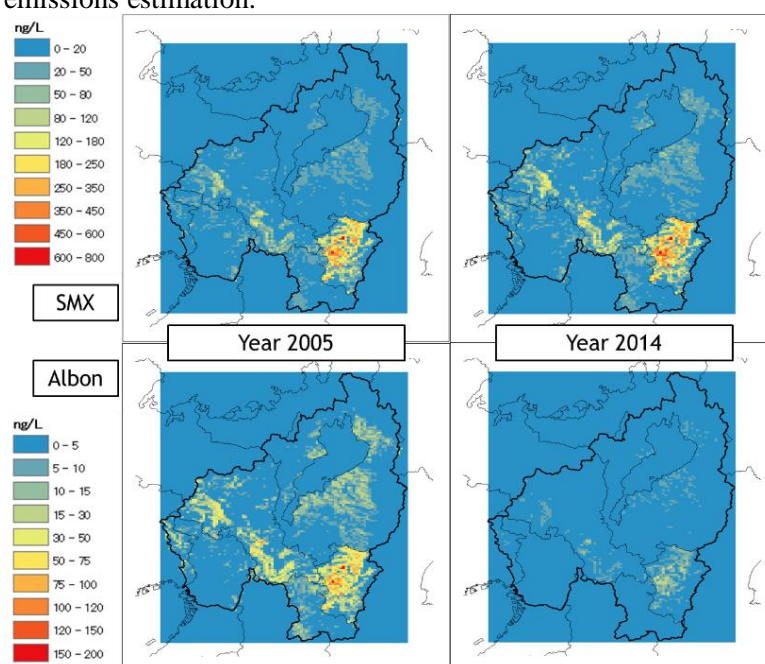 emissions estimation.
ng/L
0 – 20
20 – 50
50 – 80
80 – 120
120 – 180
180 – 250
250 – 350
350 – 450
450 – 600
600 – 800
SMX
Year 2005
Year 2014
Albon
ng/L
0 – 5
5 – 10
10 – 15
15 – 30
30 – 50
50 – 75
75 – 100
100 – 120
120 – 150
150 – 200